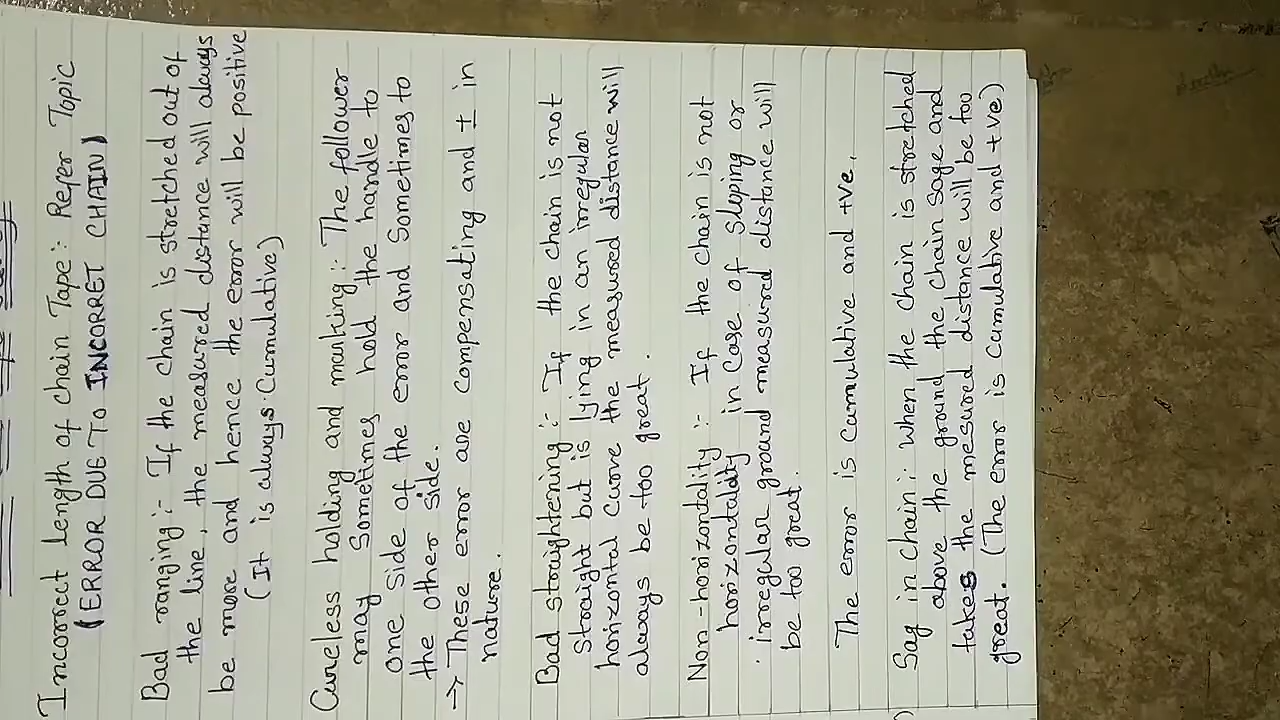 Incorrect length of chain Tape:- Refer Topic
(ERROR DUE TO INCORRET CHAIN)
Bad ranging:- If the chain is stretched out of
the line, the measured distance will always
be more and hence the error will be positive
(It is always Cumulative)
Careless holding and marking:- The follower
may sometimes hold the handle to
one side of the error and sometimes to
the other side.
→ These error are compensating and ± in
nature.
Bad straightening:- If the chain is not
straight but is lying in an irregular
horizontal curve the measured distance will
always be too great.
Non-horizontality:- If the chain is not
horizontality in case of sloping or
irregular ground measured distance will
be too great.
The error is cumulative and +ve.
) Sag in chain:- when the chain is stretched
above the ground the chain sage and
takes the mesured distance will be too
great. (The error is cumulative and +ve)